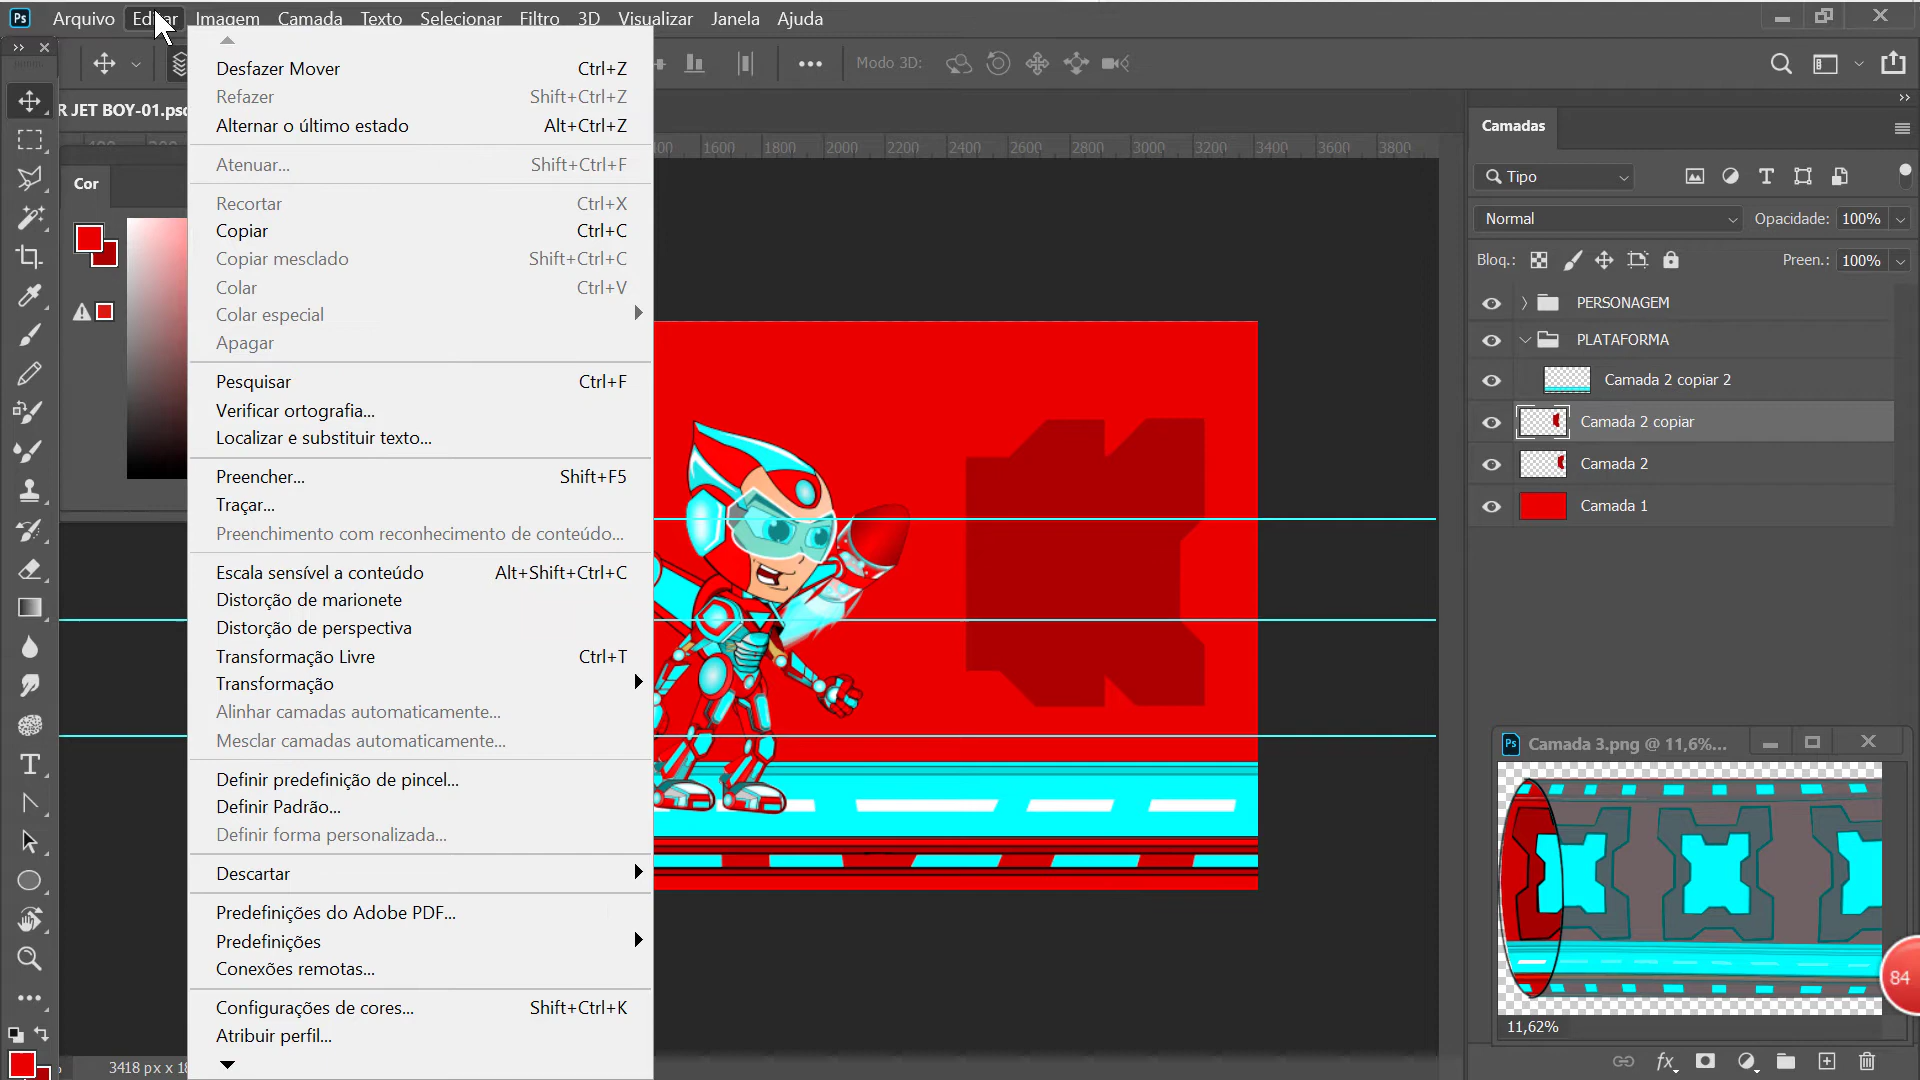 Ps Arquivo Editar Imagem Camada Texto Selecionar Filtro 3D Visualizar Janela Ajuda
Modo 3D:
R JET BOY-01.psd
Cor
Desfazer Mover Ctrl+Z
Refazer Shift+Ctrl+Z
Alternar o último estado Alt+Ctrl+Z
Atenuar... Shift+Ctrl+F
Recortar Ctrl+X
Copiar Ctrl+C
Copiar mesclado Shift+Ctrl+C
Colar Ctrl+V
Colar especial
Apagar
Pesquisar Ctrl+F
Verificar ortografia...
Localizar e substituir texto...
Preencher... Shift+F5
Traçar...
Preenchimento com reconhecimento de conteúdo...
Escala sensível a conteúdo Alt+Shift+Ctrl+C
Distorção de marionete
Distorção de perspectiva
Transformação Livre Ctrl+T
Transformação
Alinhar camadas automaticamente...
Mesclar camadas automaticamente...
Definir predefinição de pincel...
Definir Padrão...
Definir forma personalizada...
Descartar
Predefinições do Adobe PDF...
Predefinições
Conexões remotas...
Configurações de cores... Shift+Ctrl+K
Atribuir perfil...
1600 1800 2000 2200 2400 2600 2800 3000 3200 3400 3600 3800
3418 px x 18
Camadas
Tipo
Normal Opacidade: 100%
Bloq.: Preen.: 100%
PERSONAGEM
PLATAFORMA
Camada 2 copiar 2
Camada 2 copiar
Camada 2
Camada 1
Ps Camada 3.png @ 11,6%...
84
11,62%
fx